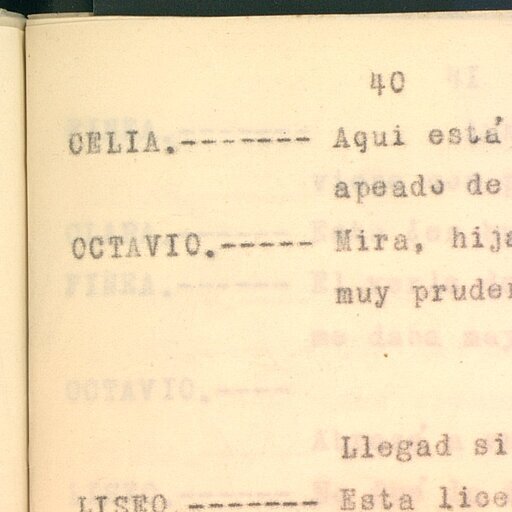 40
CELIA.------- Aqui está
apeado de
OCTAVIO.----- Mira, hija
muy pruden
Llegad si
LISEO.------- Esta lice